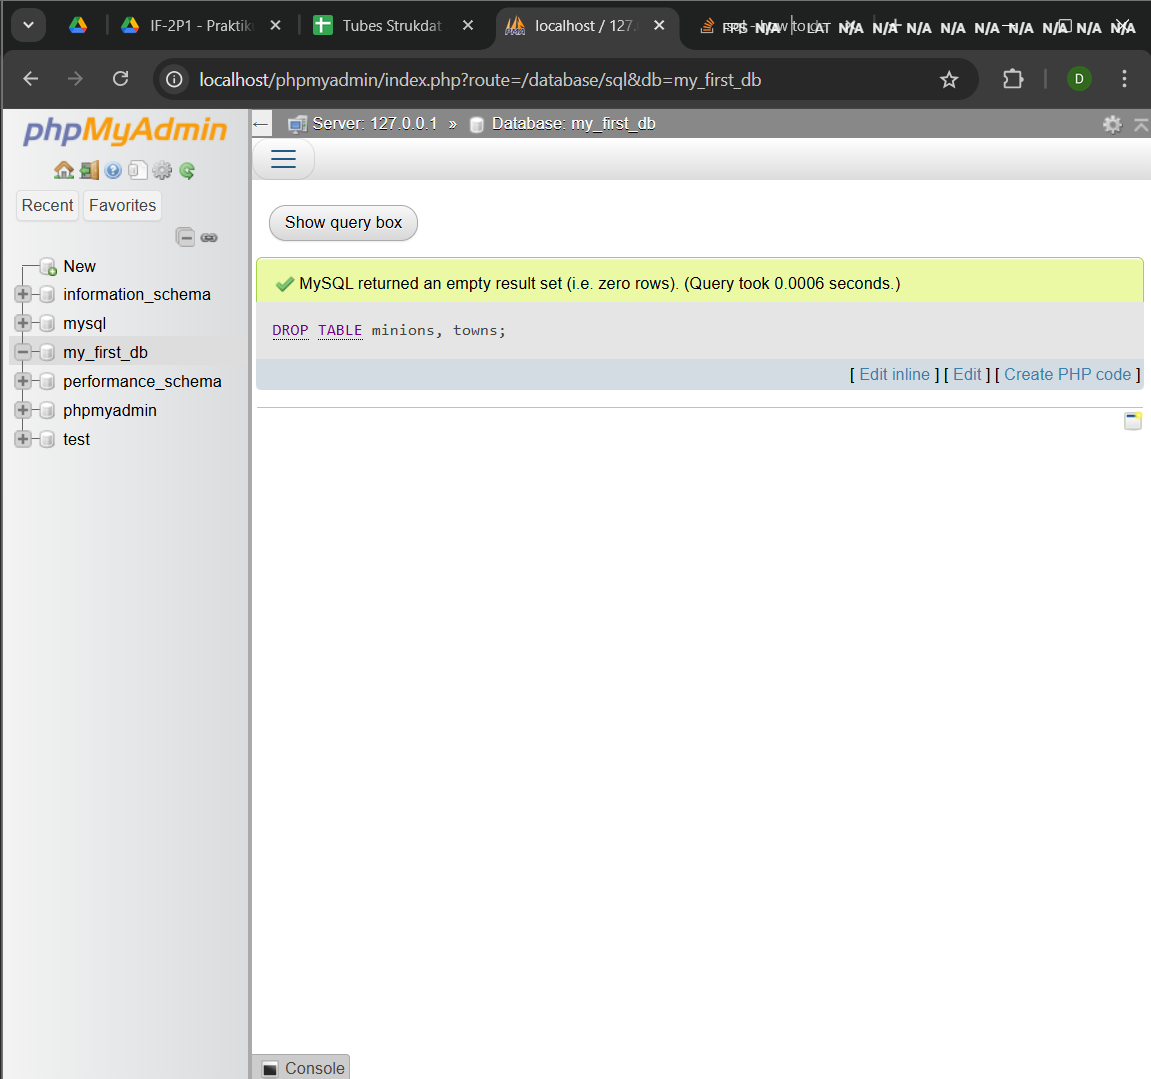 IF-2P1 - Praktik
Tubes Strukdat
localhost / 127.
FPS N/A LAT N/A N/A N/A N/A N/A N/A N/A N/A N/A
localhost/phpmyadmin/index.php?route=/database/sql&db=my_first_db
D
phpMyAdmin
Recent
Favorites
New
information_schema
mysql
my_first_db
performance_schema
phpmyadmin
test
Server: 127.0.0.1 » Database: my_first_db
Show query box
MySQL returned an empty result set (i.e. zero rows). (Query took 0.0006 seconds.)
DROP TABLE minions, towns;
[ Edit inline ] [ Edit ] [ Create PHP code ]
Console